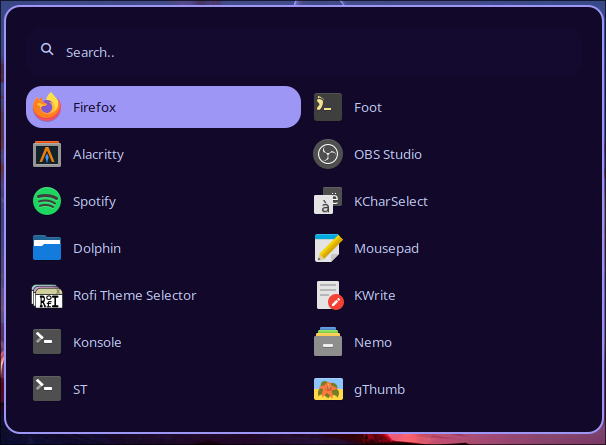 Search..
Firefox
Foot
Alacritty
OBS Studio
Spotify
KCharSelect
Dolphin
Mousepad
Rofi Theme Selector
KWrite
Konsole
Nemo
ST
gThumb